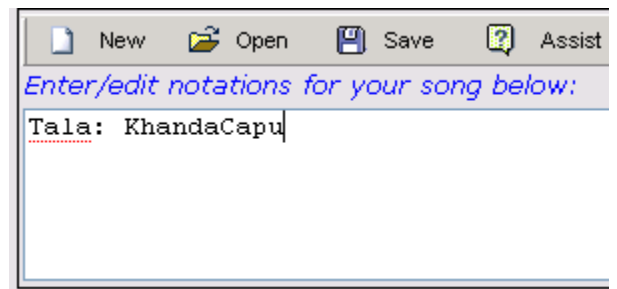 New Open Save Assist
Enter/edit notations for your song below:
Tala: KhandaCapu